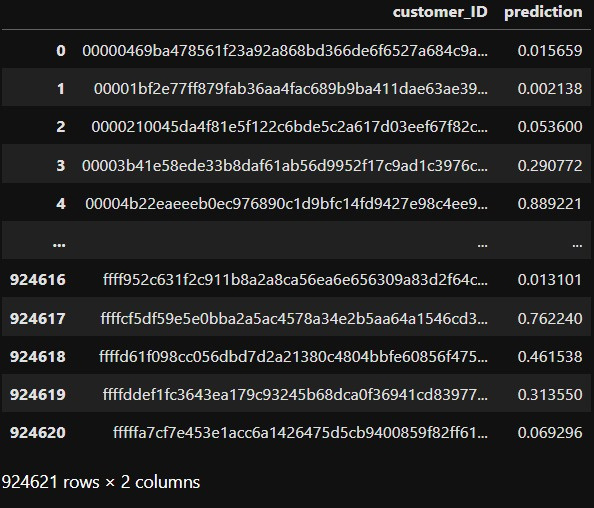 customer_ID prediction
0 00000469ba478561f23a92a868bd366de6f6527a684c9a... 0.015659
1 00001bf2e77ff879fab36aa4fac689b9ba411dae63ae39... 0.002138
2 0000210045da4f81e5f122c6bde5c2a617d03eef67f82c... 0.053600
3 00003b41e58ede33b8daf61ab56d9952f17c9ad1c3976c... 0.290772
4 00004b22eaeeeb0ec976890c1d9bfc14fd9427e98c4ee9... 0.889221
... ... ...
924616 ffff952c631f2c911b8a2a8ca56ea6e656309a83d2f64c... 0.013101
924617 ffffcf5df59e5e0bba2a5ac4578a34e2b5aa64a1546cd3... 0.762240
924618 ffffd61f098cc056dbd7d2a21380c4804bbfe60856f475... 0.461538
924619 ffffddef1fc3643ea179c93245b68dca0f36941cd83977... 0.313550
924620 fffffa7cf7e453e1acc6a1426475d5cb9400859f82ff61... 0.069296
924621 rows × 2 columns